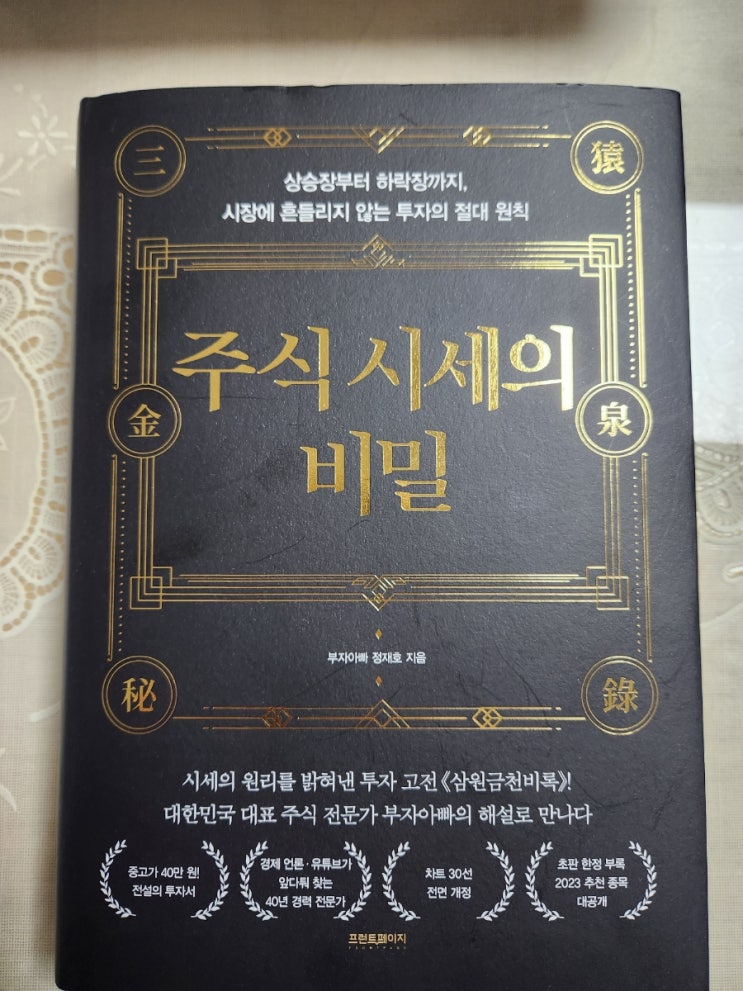 三 猿
상승장부터 하락장까지,
시장에 흔들리지 않는 투자의 절대 원칙
주식 시세의
비밀
金 泉
부자아빠 정재호 지음
秘 錄
시세의 원리를 밝혀낸 투자 고전 《삼원금천비록》!
대한민국 대표 주식 전문가 부자아빠의 해설로 만나다
중고가 40만 원!
전설의 투자서
경제 언론·유튜브가
앞다퉈 찾는
40년 경력 전문가
차트 30선
전면 개정
초판 한정 부록
2023 추천 종목
대공개
프런트페이지
FRONTPAGE